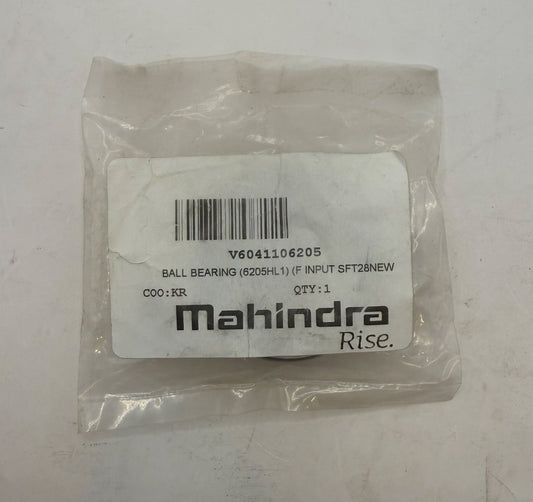 V6041106205
BALL BEARING (6205HL1) (F INPUT SFT28NEW
COO:KR QTY:1
Mahindra
Rise.